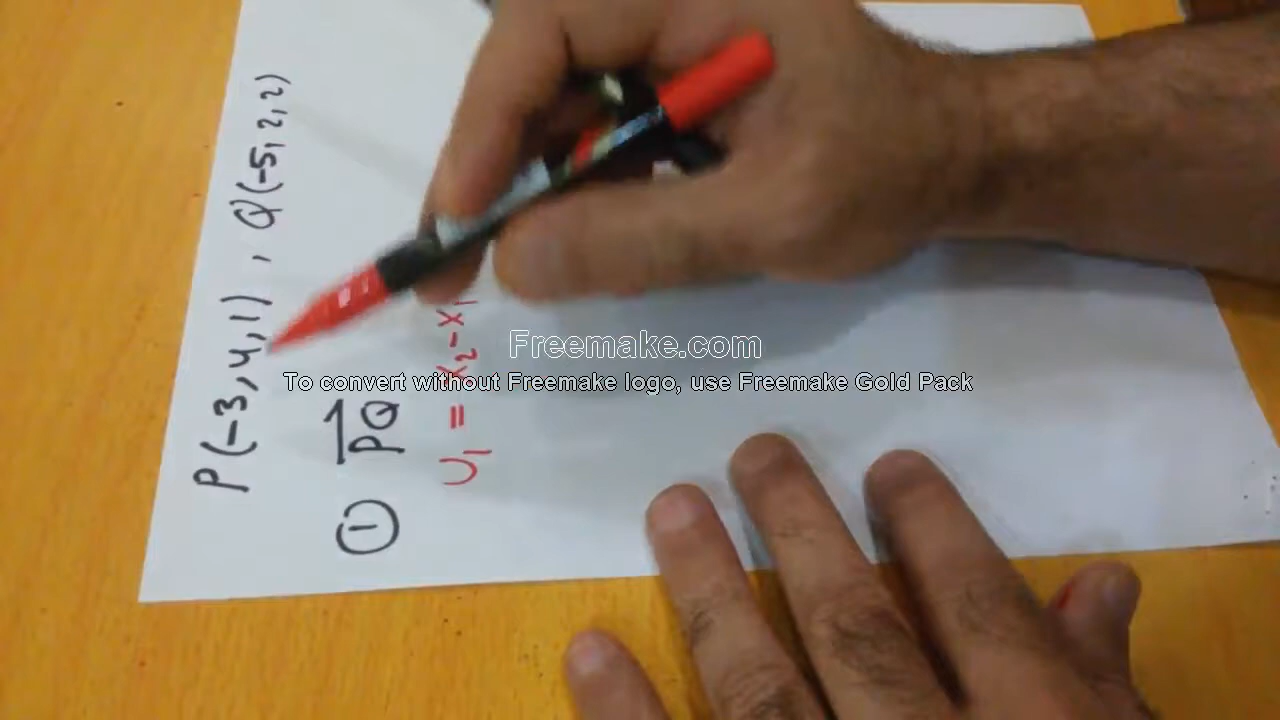 P(-3,4,1), Q(-5,2,2)
① \overrightarrow{PQ}
U₁ = x₂-x₁
Freemake.com
To convert without Freemake logo, use Freemake Gold Pack